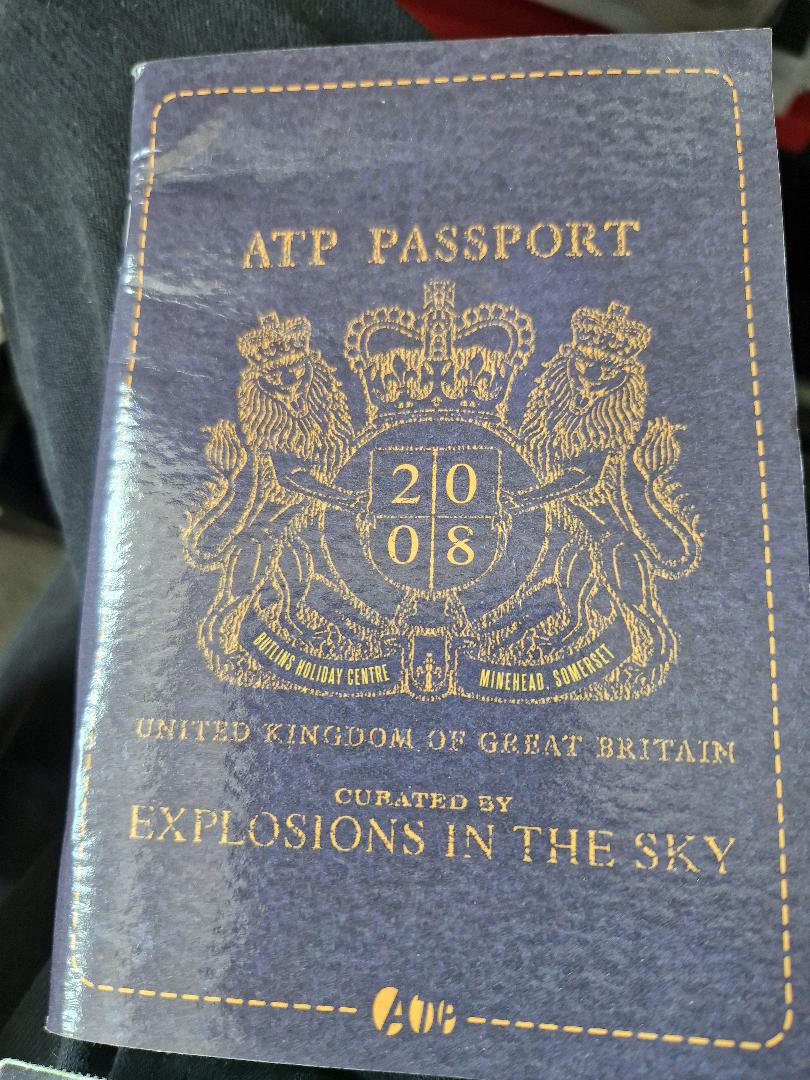 ATP PASSPORT
20
08
BUTLINS HOLIDAY CENTRE
MINEHEAD, SOMERSET
UNITED KINGDOM OF GREAT BRITAIN
CURATED BY
EXPLOSIONS IN THE SKY